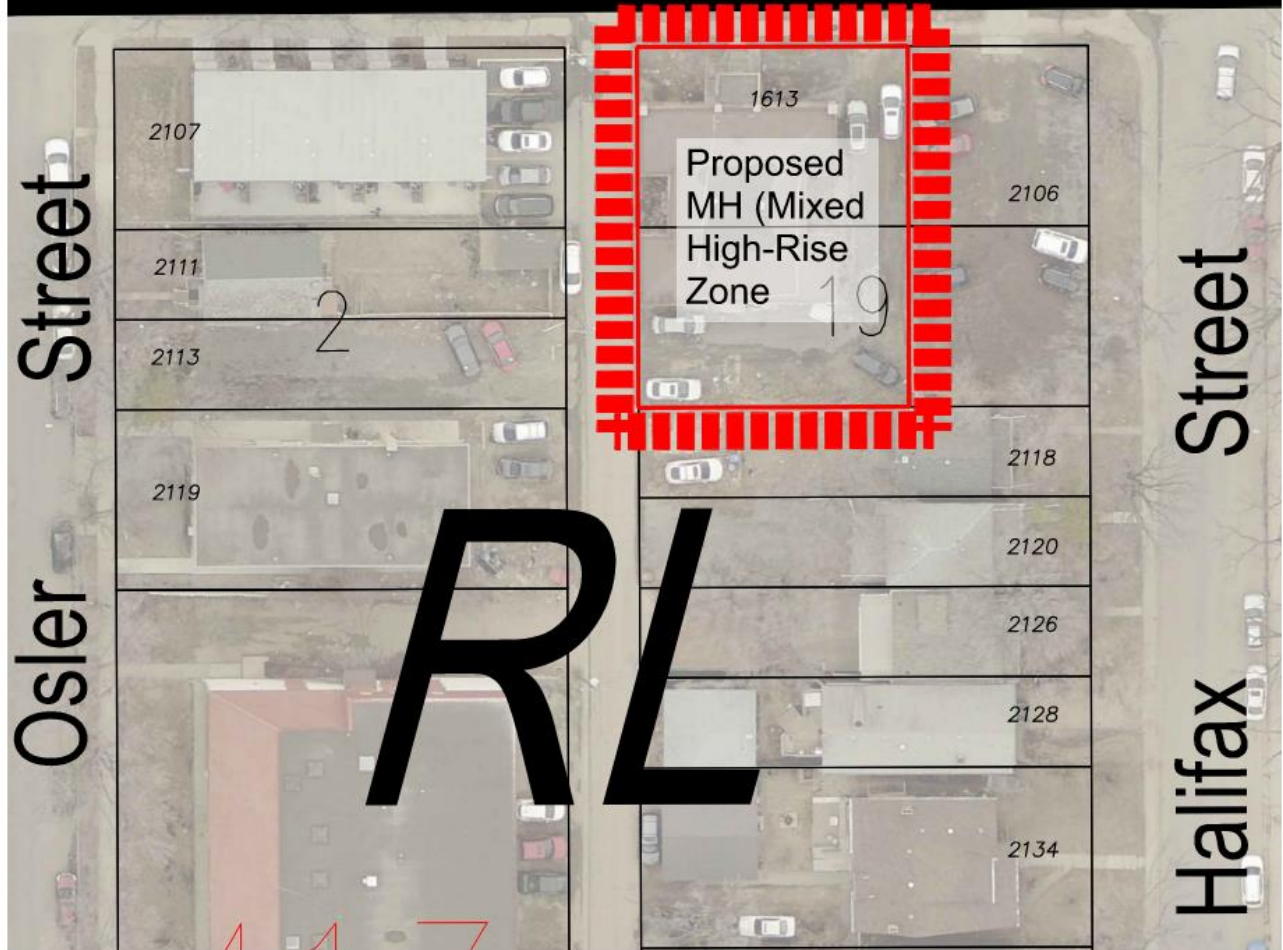 1613
2107
Proposed
MH (Mixed
High-Rise
Zone
2106
2111
2
19
2113
Osler Street
Halifax Street
2118
2119
2120
RL
2126
2128
2134
117